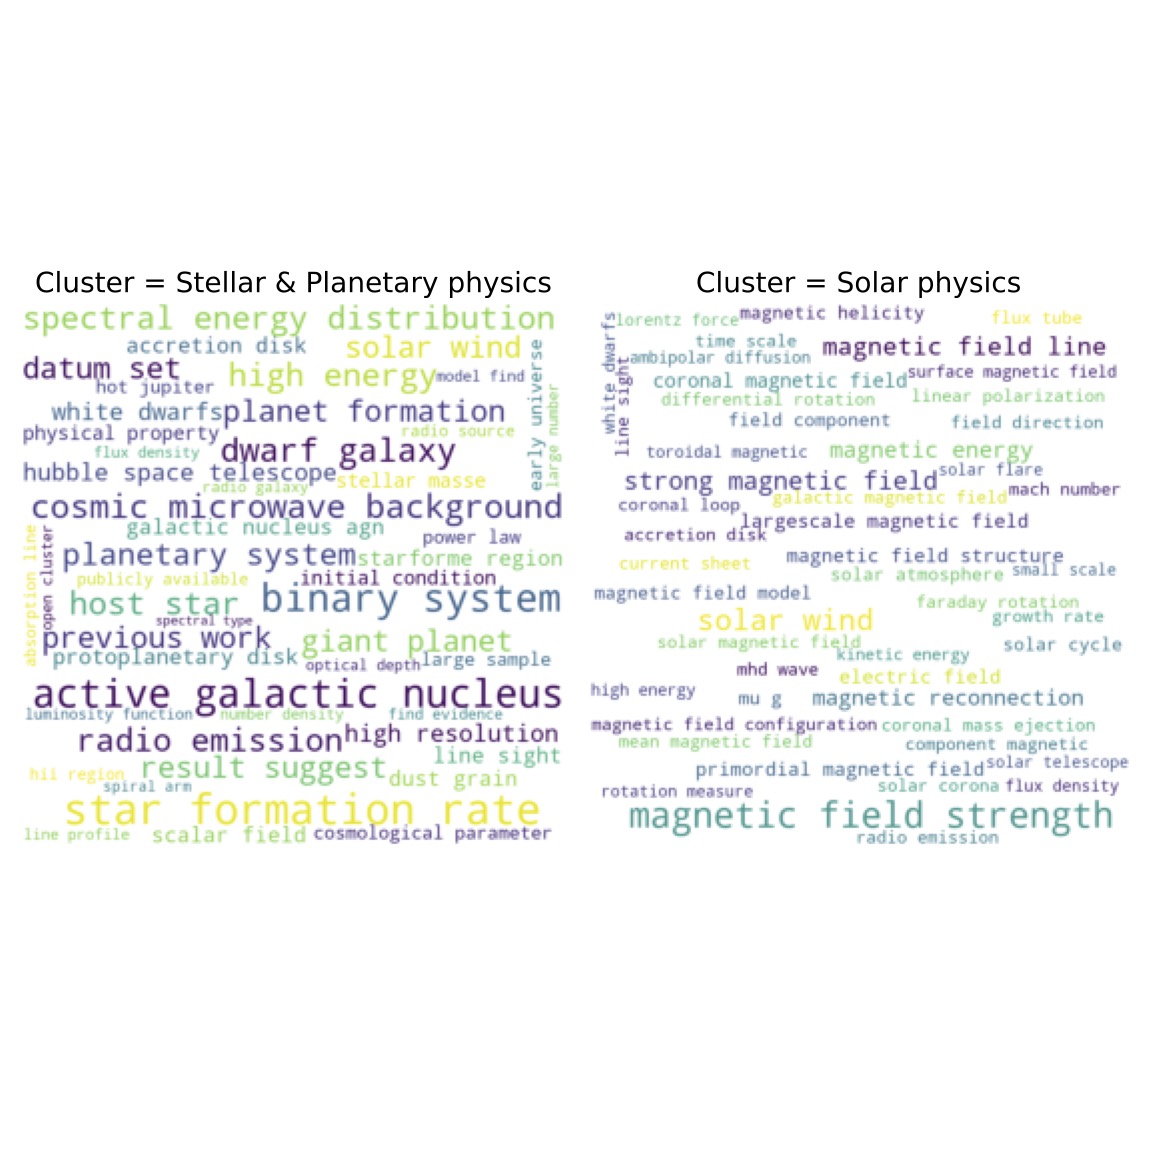 Cluster = Stellar & Planetary physics
spectral energy distribution
accretion disk
solar wind
datum set
hot jupiter
high energy
model find
early universe
large number
white dwarfs
planet formation
physical property
radio source
flux density
dwarf galaxy
hubble space telescope
stellar masse
radio galaxy
cosmic microwave background
galactic nucleus agn
power law
absorption line
open cluster
planetary system
starforme region
publicly available
initial condition
host star
binary system
spectral type
previous work
giant planet
protoplanetary disk
optical depth
large sample
active galactic nucleus
luminosity function
number density
find evidence
radio emission
high resolution
line sight
hii region
result suggest
dust grain
spiral arm
star formation rate
line profile
scalar field
cosmological parameter
Cluster = Solar physics
white dwarfs
line sight
lorentz force
magnetic helicity
flux tube
time scale
ambipolar diffusion
magnetic field line
coronal magnetic field
surface magnetic field
differential rotation
linear polarization
field component
field direction
toroidal magnetic
magnetic energy
strong magnetic field
solar flare
coronal loop
galactic magnetic field
mach number
largescale magnetic field
accretion disk
current sheet
magnetic field structure
solar atmosphere
small scale
magnetic field model
faraday rotation
solar wind
growth rate
solar magnetic field
kinetic energy
solar cycle
mhd wave
electric field
high energy
mu g
magnetic reconnection
magnetic field configuration
coronal mass ejection
mean magnetic field
component magnetic
primordial magnetic field
solar telescope
rotation measure
solar corona
flux density
magnetic field strength
radio emission